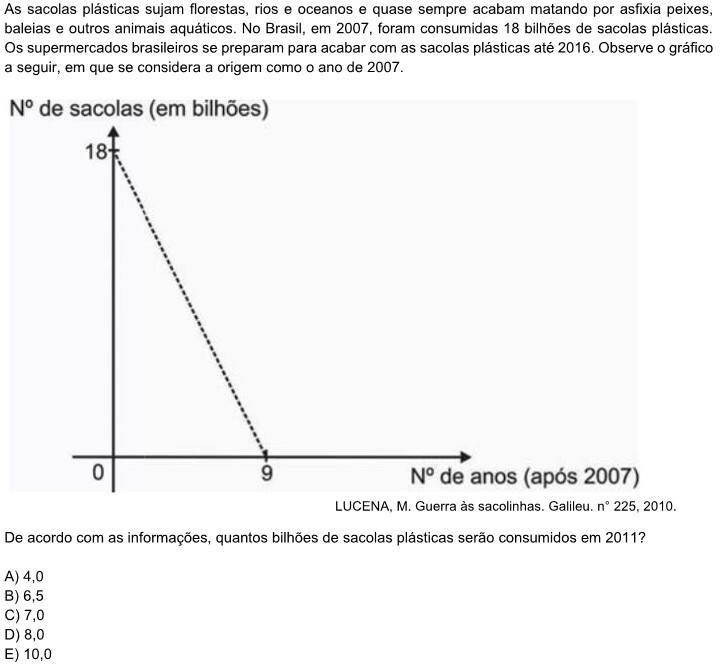 As sacolas plásticas sujam florestas, rios e oceanos e quase sempre acabam matando por asfixia peixes,
baleias e outros animais aquáticos. No Brasil, em 2007, foram consumidas 18 bilhões de sacolas plásticas.
Os supermercados brasileiros se preparam para acabar com as sacolas plásticas até 2016. Observe o gráfico
a seguir, em que se considera a origem como o ano de 2007.
Nº de sacolas (em bilhões)
18
0
9
Nº de anos (após 2007)
LUCENA, M. Guerra às sacolinhas. Galileu. n° 225, 2010.
De acordo com as informações, quantos bilhões de sacolas plásticas serão consumidos em 2011?
A) 4,0
B) 6,5
C) 7,0
D) 8,0
E) 10,0